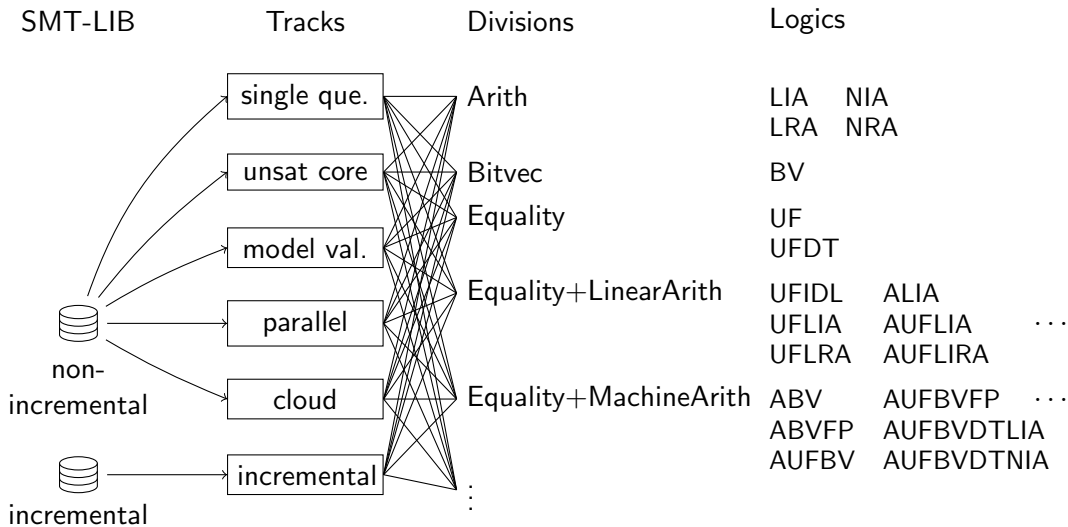 SMT-LIB Tracks Divisions Logics
single que. Arith LIA NIA
LRA NRA
unsat core Bitvec BV
Equality UF
model val. UFDT
Equality+LinearArith UFIDL ALIA
parallel UFLIA AUFLIA ···
UFLRA AUFLIRA
non-
incremental
cloud Equality+MachineArith ABV AUFBVFP ···
ABVFP AUFBVDTLIA
AUFBV AUFBVDTNIA
incremental ⋮
incremental